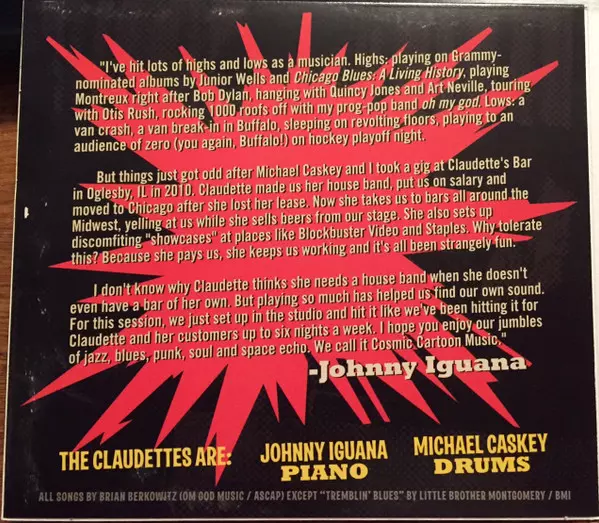 "I've hit lots of highs and lows as a musician. Highs: playing on Grammy-
nominated albums by Junior Wells and Chicago Blues: A Living History, playing
Montreux right after Bob Dylan, hanging with Quincy Jones and Art Neville, touring
with Otis Rush, rocking 1000 roofs off with my prog-pop band oh my god. Lows: a
van crash, a van break-in in Buffalo, sleeping on revolting floors, playing to an
audience of zero (you again, Buffalo!) on hockey playoff night.
But things just got odd after Michael Caskey and I took a gig at Claudette's Bar
in Oglesby, IL in 2010. Claudette made us her house band, put us on salary and
moved to Chicago after she lost her lease. Now she takes us to bars all around the
Midwest, yelling at us while she sells beers from our stage. She also sets up
discomfiting "showcases" at places like Blockbuster Video and Staples. Why tolerate
this? Because she pays us, she keeps us working and it's all been strangely fun.
I don't know why Claudette thinks she needs a house band when she doesn't
even have a bar of her own. But playing so much has helped us find our own sound.
For this session, we just set up in the studio and hit it like we've been hitting it for
Claudette and her customers up to six nights a week. I hope you enjoy our jumbles
of jazz, blues, punk, soul and space echo. We call it Cosmic Cartoon Music."
-Johnny Iguana
THE CLAUDETTES ARE: JOHNNY IGUANA MICHAEL CASKEY
PIANO DRUMS
ALL SONGS BY BRIAN BERKOWITZ (OM GOD MUSIC / ASCAP) EXCEPT "TREMBLIN' BLUES" BY LITTLE BROTHER MONTGOMERY / BMI